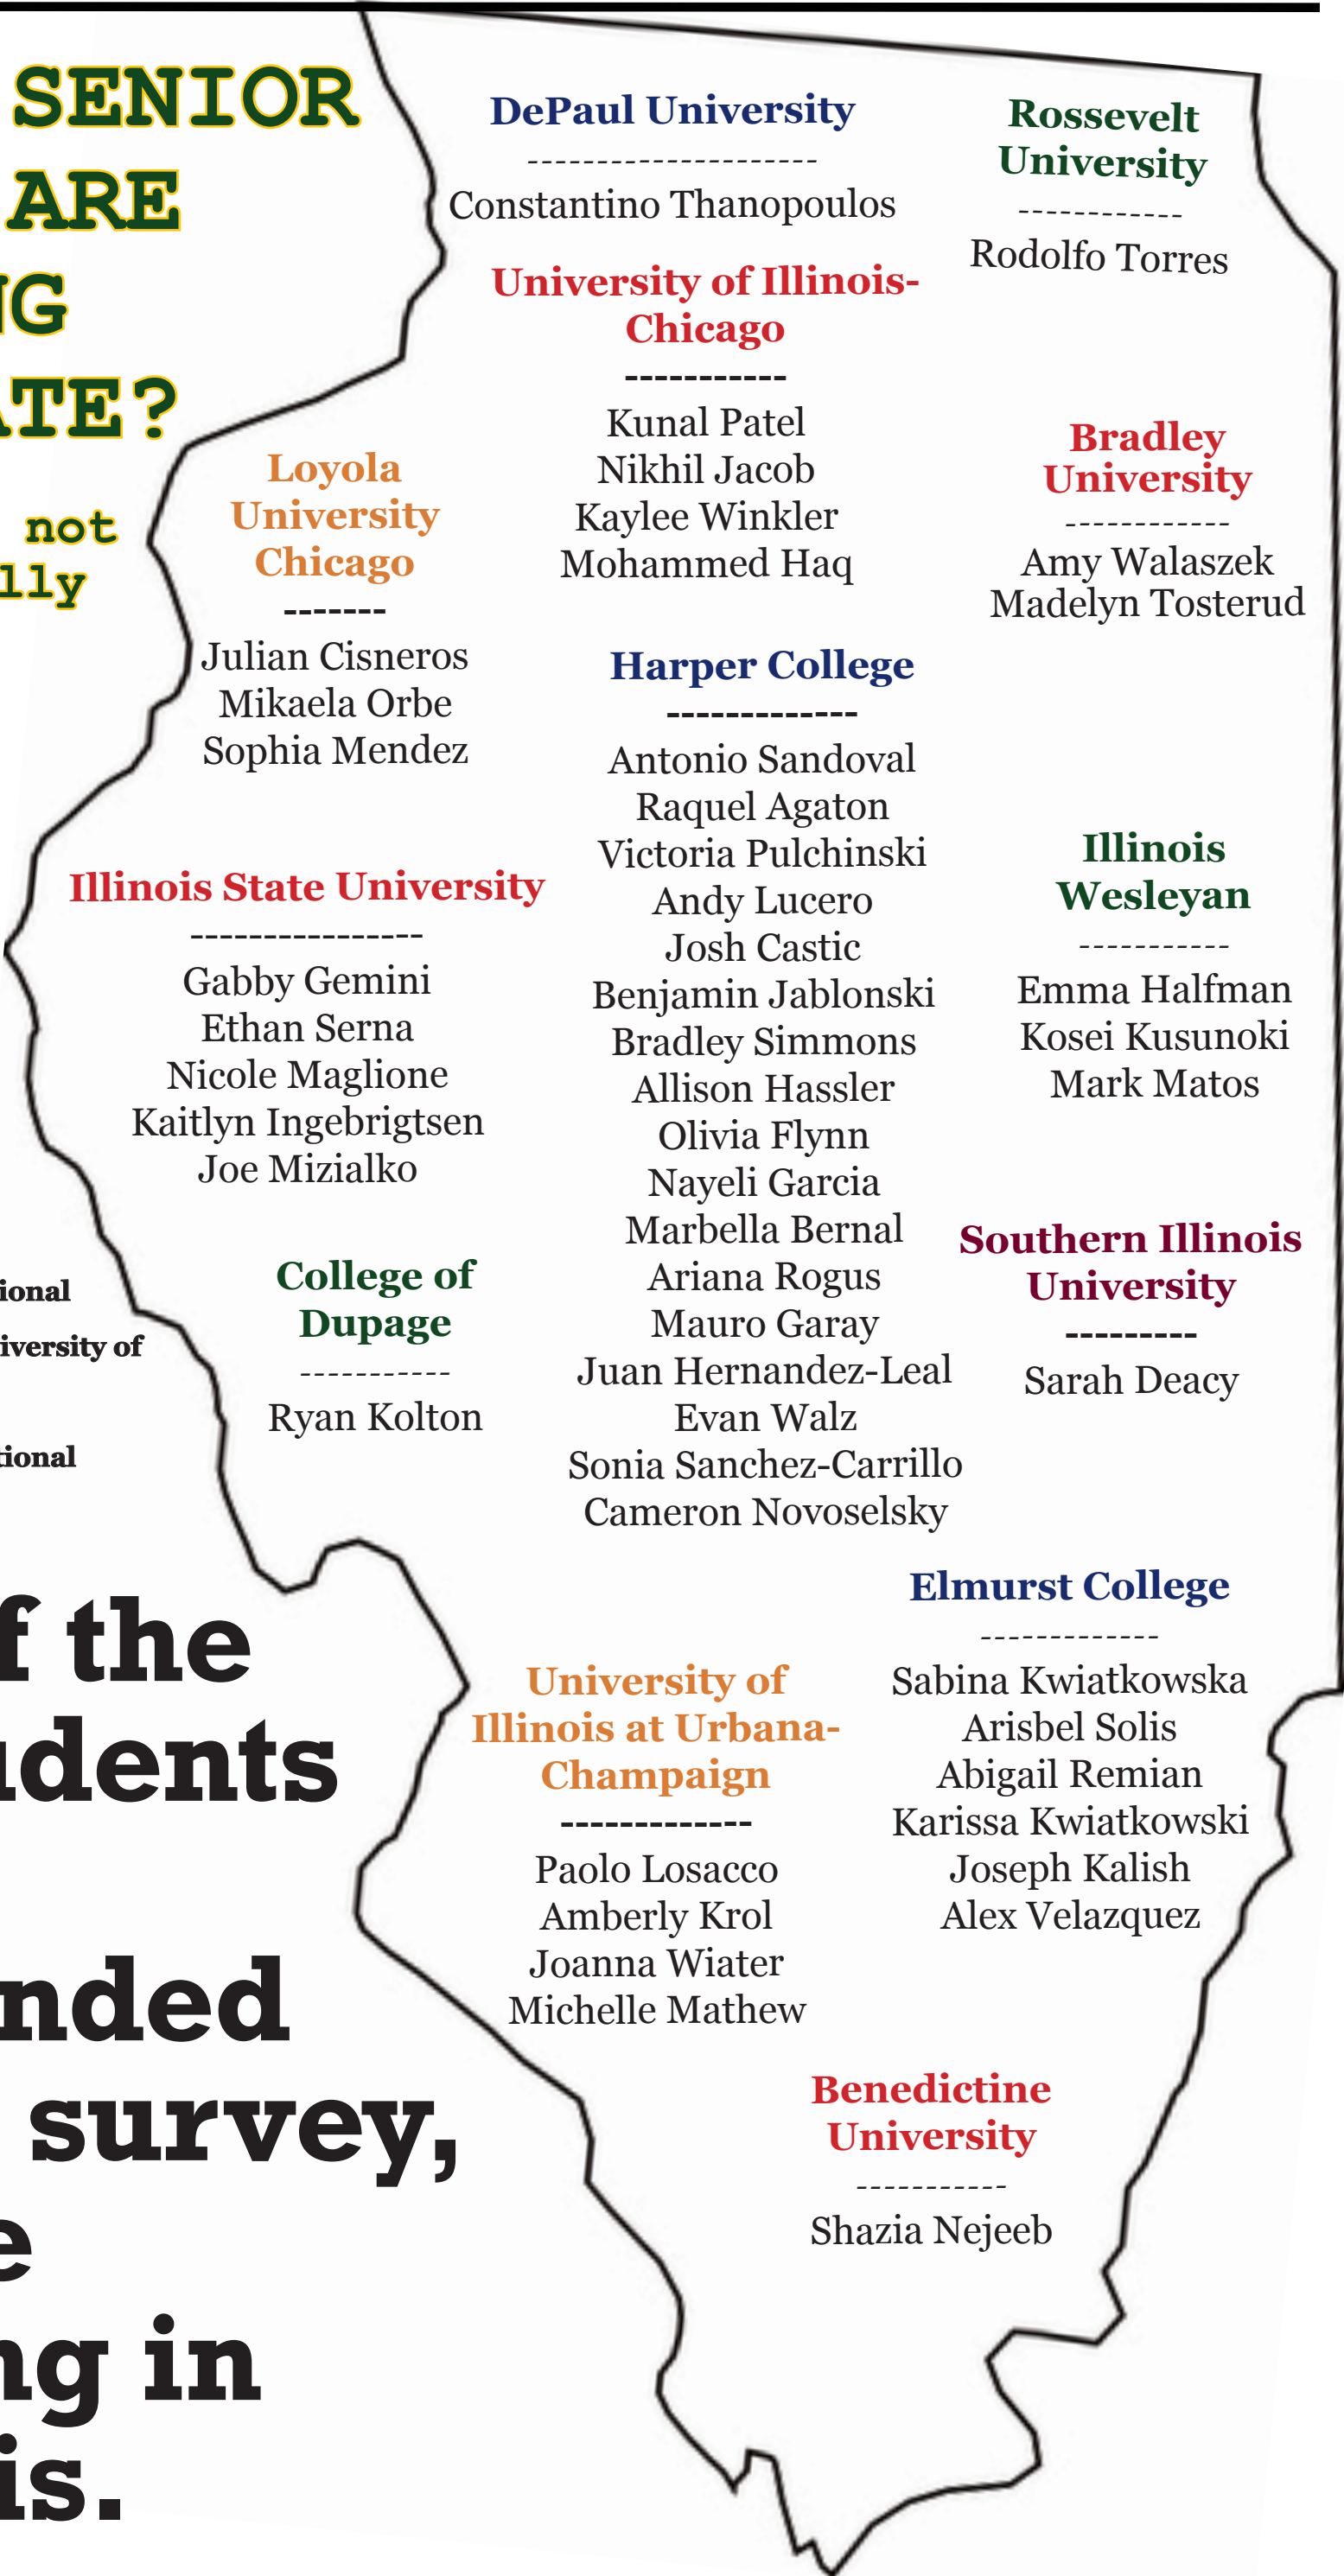 SENIOR
ARE
NG
ATE?
not
lly
DePaul University
---------------------
Constantino Thanopoulos
Rossevelt
University
------------
Rodolfo Torres
University of Illinois-
Chicago
-----------
Kunal Patel
Nikhil Jacob
Kaylee Winkler
Mohammed Haq
Bradley
University
------------
Amy Walaszek
Madelyn Tosterud
Loyola
University
Chicago
-------
Julian Cisneros
Mikaela Orbe
Sophia Mendez
Harper College
-------------
Antonio Sandoval
Raquel Agaton
Victoria Pulchinski
Andy Lucero
Josh Castic
Benjamin Jablonski
Bradley Simmons
Allison Hassler
Olivia Flynn
Nayeli Garcia
Marbella Bernal
Ariana Rogus
Mauro Garay
Juan Hernandez-Leal
Evan Walz
Sonia Sanchez-Carrillo
Cameron Novoselsky
Illinois
Wesleyan
-----------
Emma Halfman
Kosei Kusunoki
Mark Matos
Illinois State University
----------------
Gabby Gemini
Ethan Serna
Nicole Maglione
Kaitlyn Ingebrigtsen
Joe Mizialko
Southern Illinois
University
---------
Sarah Deacy
College of
Dupage
-----------
Ryan Kolton
ional
iversity of
tional
Elmurst College
-------------
Sabina Kwiatkowska
Arisbel Solis
Abigail Remian
Karissa Kwiatkowski
Joseph Kalish
Alex Velazquez
University of
Illinois at Urbana-
Champaign
-------------
Paolo Losacco
Amberly Krol
Joanna Wiater
Michelle Mathew
Benedictine
University
-----------
Shazia Nejeeb
f the
udents
nded
survey,
e
ng in
is.